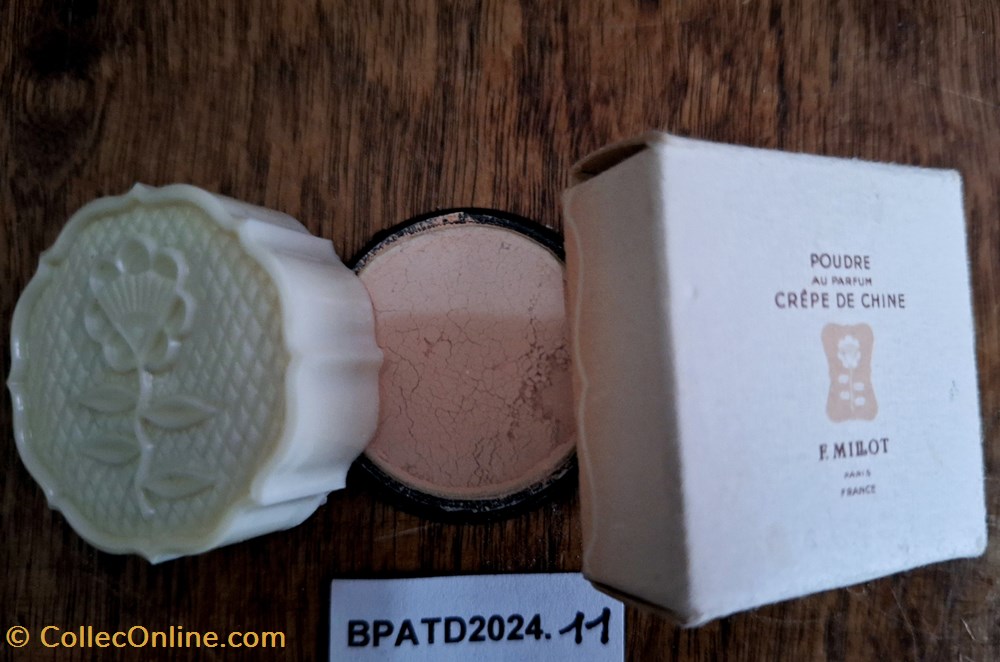 POUDRE
AU PARFUM
CRÊPE DE CHINE
F. MILLOT
PARIS
FRANCE
BPATD2024.11
© CollecOnline.com